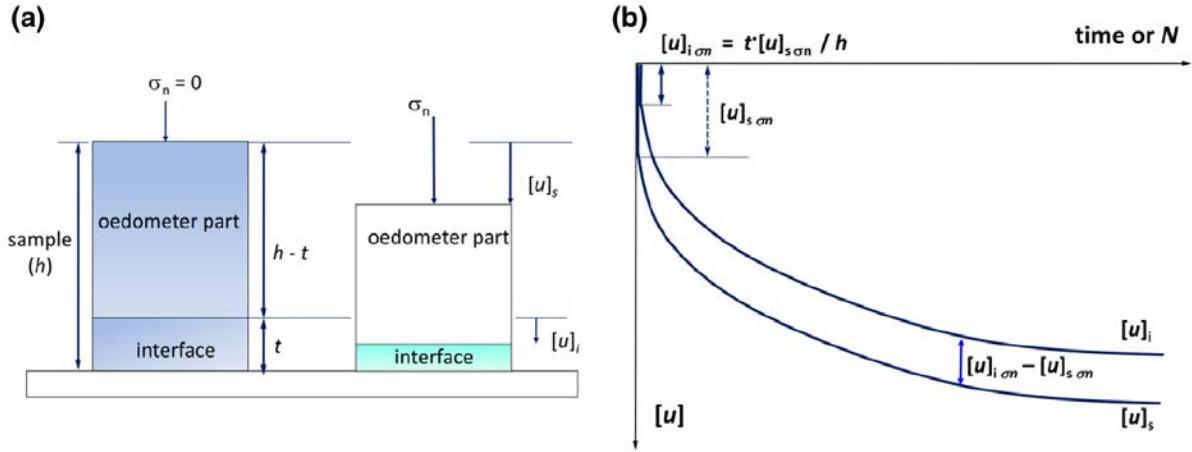 (a)
σn = 0
σn
[u]s
oedometer part
oedometer part
sample
(h)
h - t
interface
t
interface
[u]i
(b)
[u]i σn = t·[u]s σn / h
time or N
[u]s σn
[u]i
[u]i σn – [u]s σn
[u]
[u]s